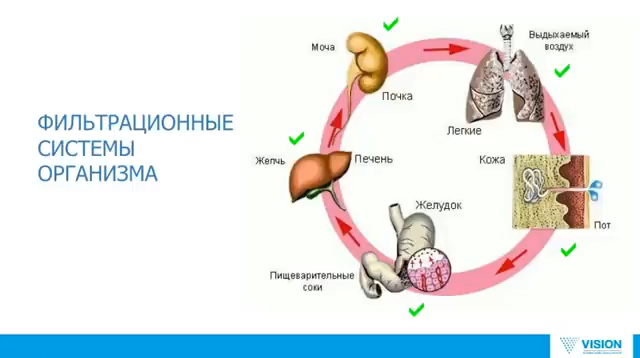 ФИЛЬТРАЦИОННЫЕ
СИСТЕМЫ
ОРГАНИЗМА
Моча
Почка
Выдыхаемый
воздух
Легкие
Желчь
Печень
Кожа
Пот
Желудок
Пищеварительные
соки
VISION